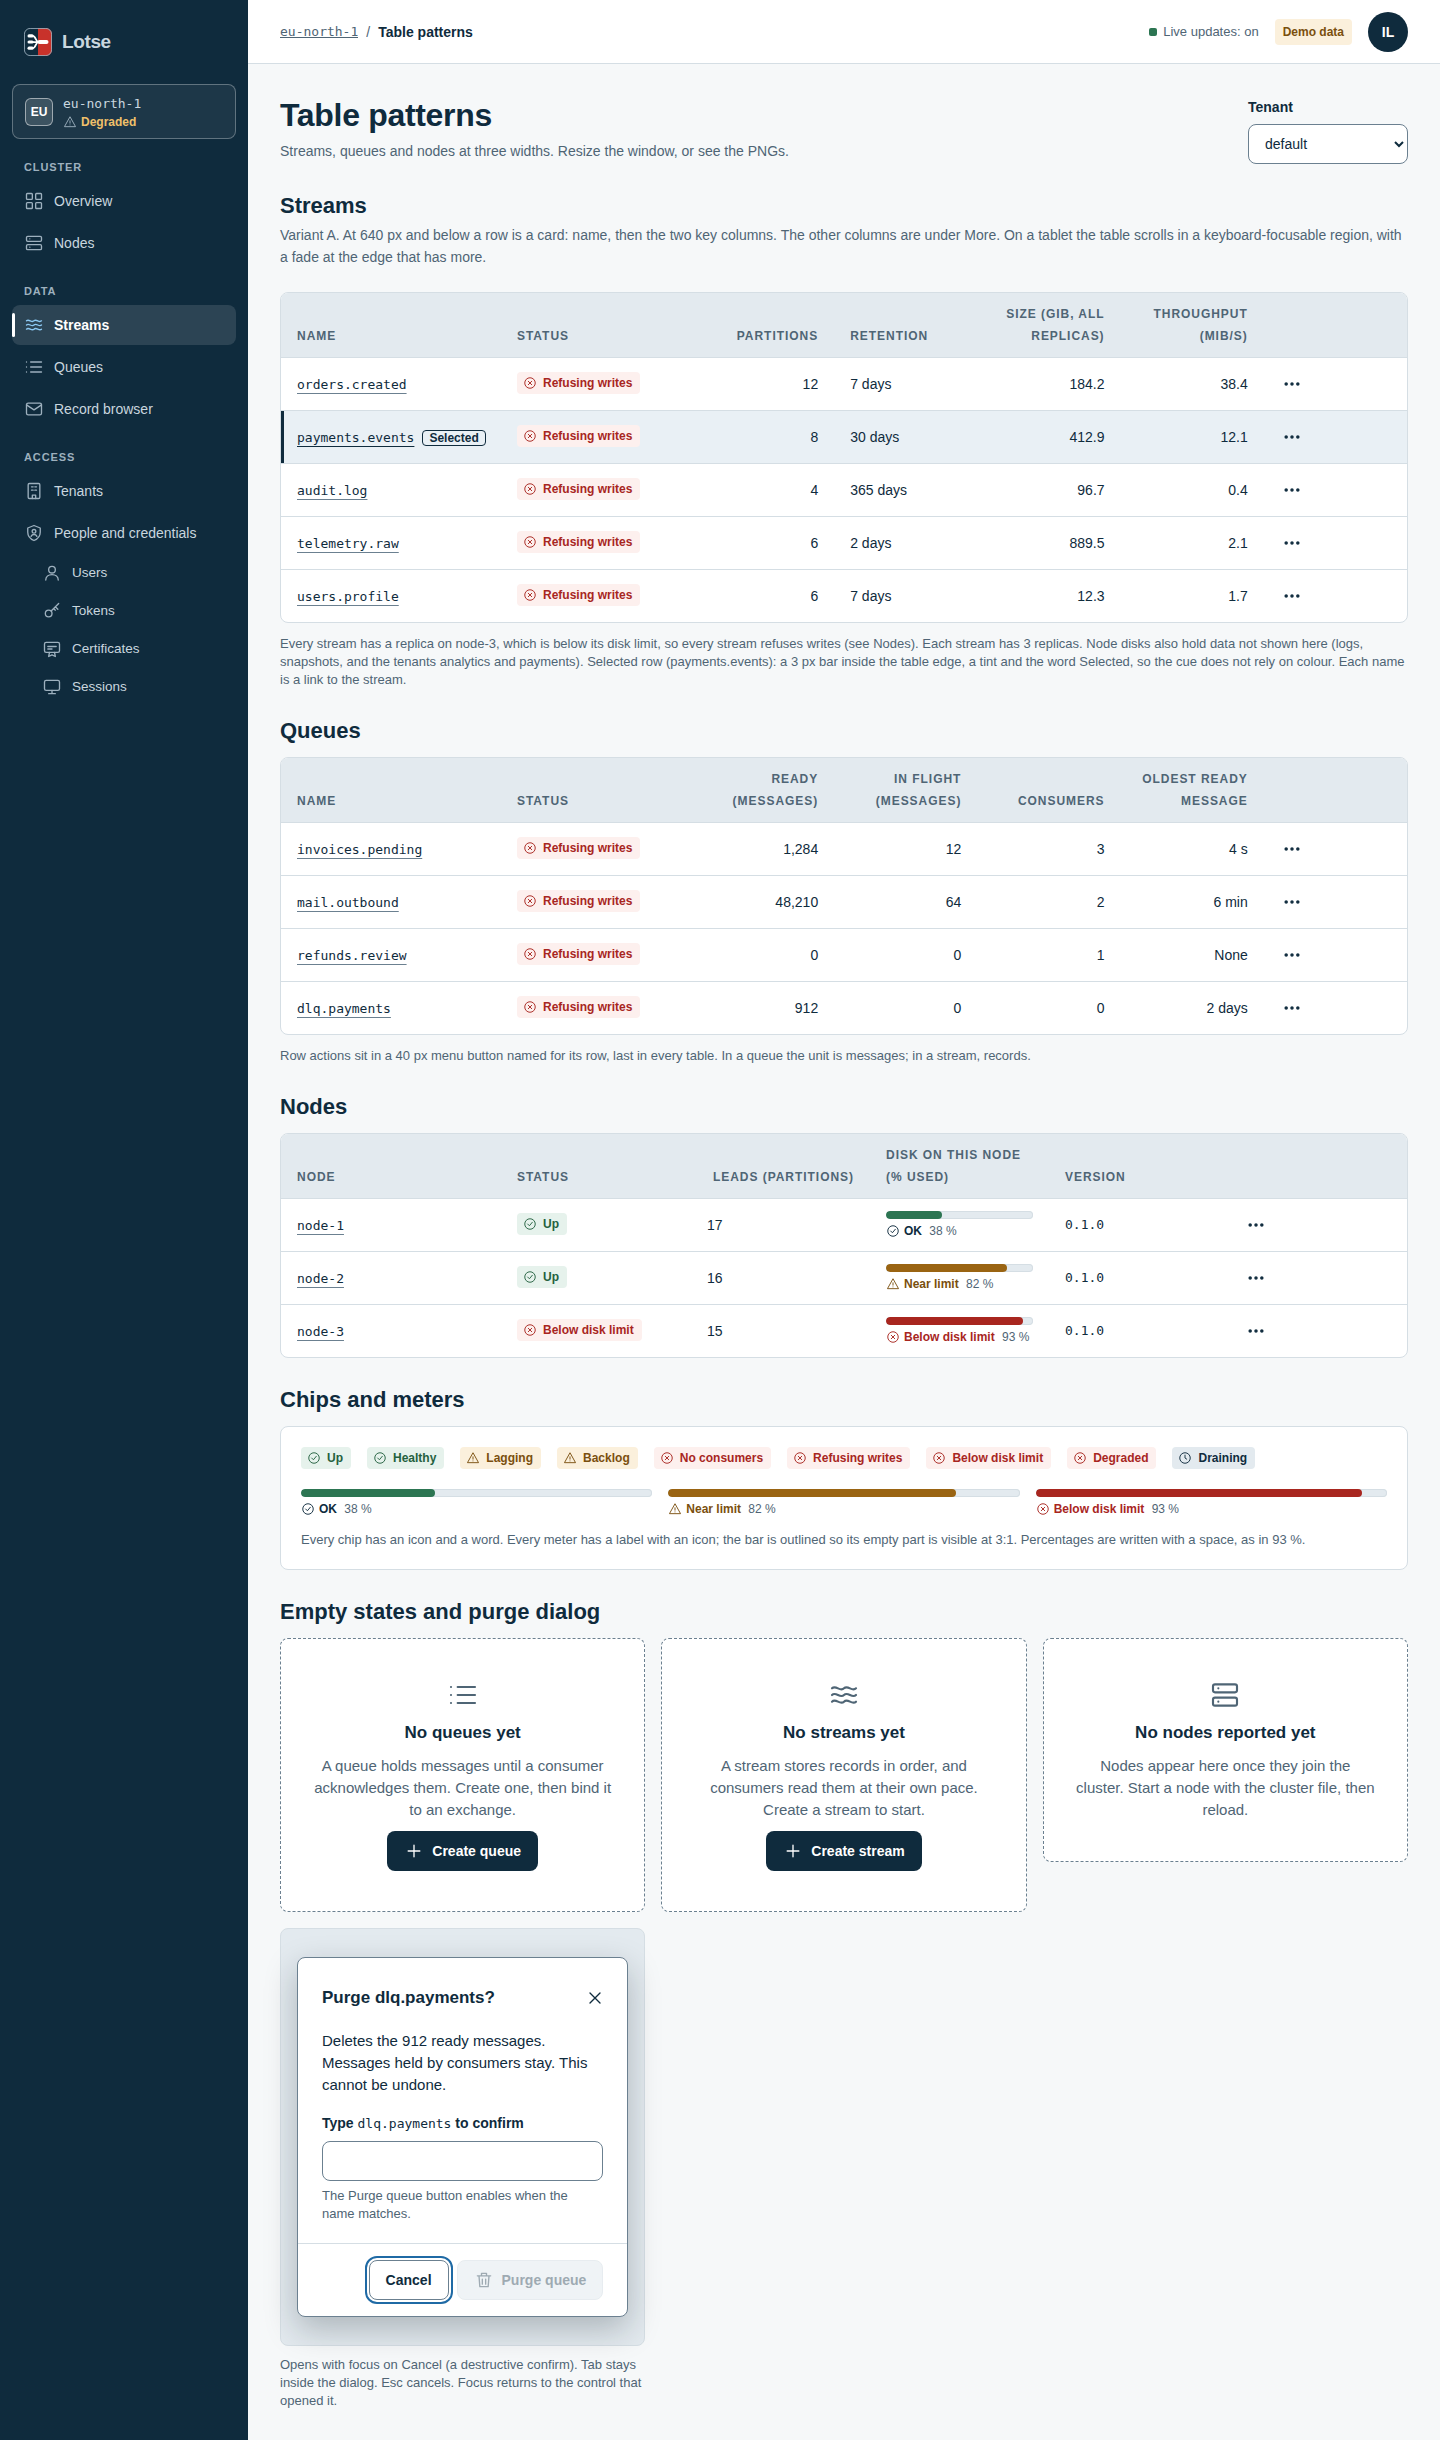 Lotse
EU
eu-north-1
Degraded
CLUSTER
Overview
Nodes
DATA
Streams
Queues
Record browser
ACCESS
Tenants
People and credentials
Users
Tokens
Certificates
Sessions
eu-north-1 / Table patterns
Live updates: on
Demo data
IL
Table patterns
Streams, queues and nodes at three widths. Resize the window, or see the PNGs.
Tenant
default
Streams
Variant A. At 640 px and below a row is a card: name, then the two key columns. The other columns are under More. On a tablet the table scrolls in a keyboard-focusable region, with
a fade at the edge that has more.
NAME STATUS PARTITIONS RETENTION SIZE (GIB, ALL REPLICAS) THROUGHPUT (MIB/S)
orders.created Refusing writes 12 7 days 184.2 38.4
payments.events Selected Refusing writes 8 30 days 412.9 12.1
audit.log Refusing writes 4 365 days 96.7 0.4
telemetry.raw Refusing writes 6 2 days 889.5 2.1
users.profile Refusing writes 6 7 days 12.3 1.7
Every stream has a replica on node-3, which is below its disk limit, so every stream refuses writes (see Nodes). Each stream has 3 replicas. Node disks also hold data not shown here (logs,
snapshots, and the tenants analytics and payments). Selected row (payments.events): a 3 px bar inside the table edge, a tint and the word Selected, so the cue does not rely on colour. Each name
is a link to the stream.
Queues
NAME STATUS READY (MESSAGES) IN FLIGHT (MESSAGES) CONSUMERS OLDEST READY MESSAGE
invoices.pending Refusing writes 1,284 12 3 4 s
mail.outbound Refusing writes 48,210 64 2 6 min
refunds.review Refusing writes 0 0 1 None
dlq.payments Refusing writes 912 0 0 2 days
Row actions sit in a 40 px menu button named for its row, last in every table. In a queue the unit is messages; in a stream, records.
Nodes
NODE STATUS LEADS (PARTITIONS) DISK ON THIS NODE (% USED) VERSION
node-1 Up 17 OK 38 % 0.1.0
node-2 Up 16 Near limit 82 % 0.1.0
node-3 Below disk limit 15 Below disk limit 93 % 0.1.0
Chips and meters
Up Healthy Lagging Backlog No consumers Refusing writes Below disk limit Degraded Draining
OK 38 % Near limit 82 % Below disk limit 93 %
Every chip has an icon and a word. Every meter has a label with an icon; the bar is outlined so its empty part is visible at 3:1. Percentages are written with a space, as in 93 %.
Empty states and purge dialog
No queues yet
A queue holds messages until a consumer
acknowledges them. Create one, then bind it
to an exchange.
Create queue
No streams yet
A stream stores records in order, and
consumers read them at their own pace.
Create a stream to start.
Create stream
No nodes reported yet
Nodes appear here once they join the
cluster. Start a node with the cluster file, then
reload.
Purge dlq.payments?
Deletes the 912 ready messages.
Messages held by consumers stay. This
cannot be undone.
Type dlq.payments to confirm
The Purge queue button enables when the
name matches.
Cancel
Purge queue
Opens with focus on Cancel (a destructive confirm). Tab stays
inside the dialog. Esc cancels. Focus returns to the control that
opened it.